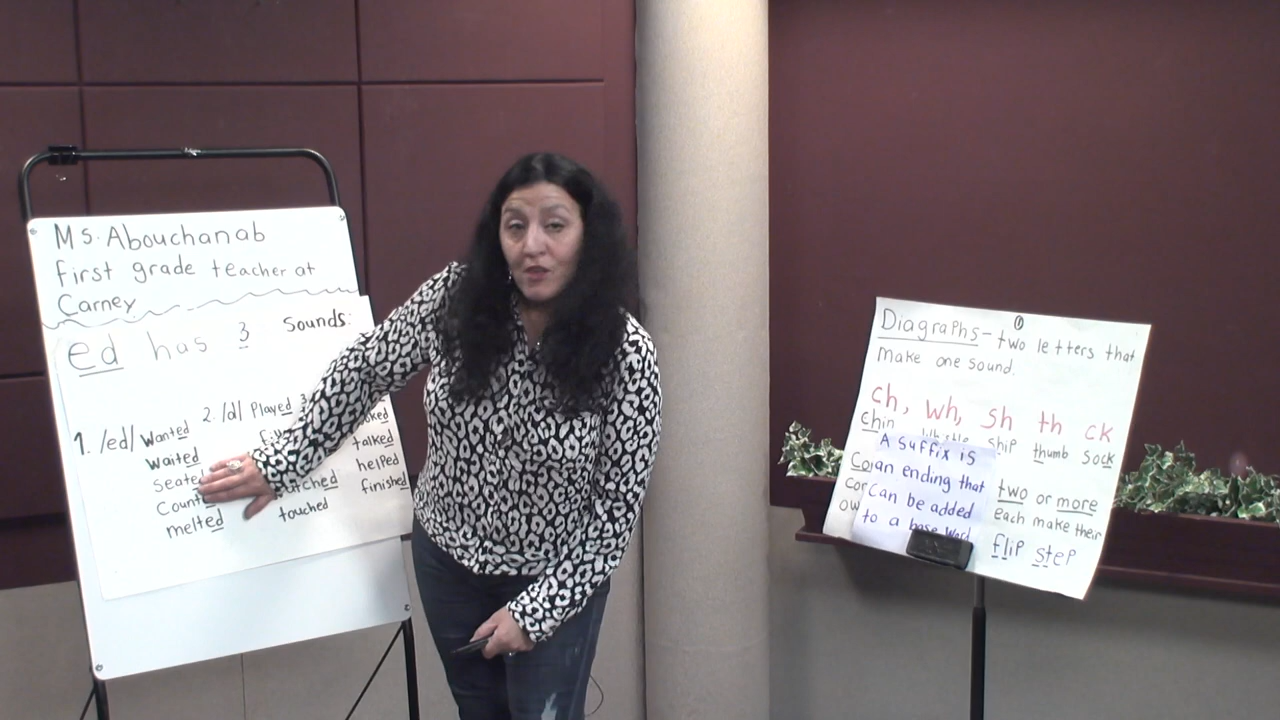 Ms. Abouchanab
First grade teacher at
Carney
ed has 3 Sounds:
1. /ed/ Wanted
Waited
seated
melted
2. /d/ Played
touched
talked
helped
finished
Diagraphs - two letters that
make one sound.
ch, wh, sh th ck
chin ship thumb sock
A suffix is
an ending that
can be added
to a base word
two or more
each make their
flip step